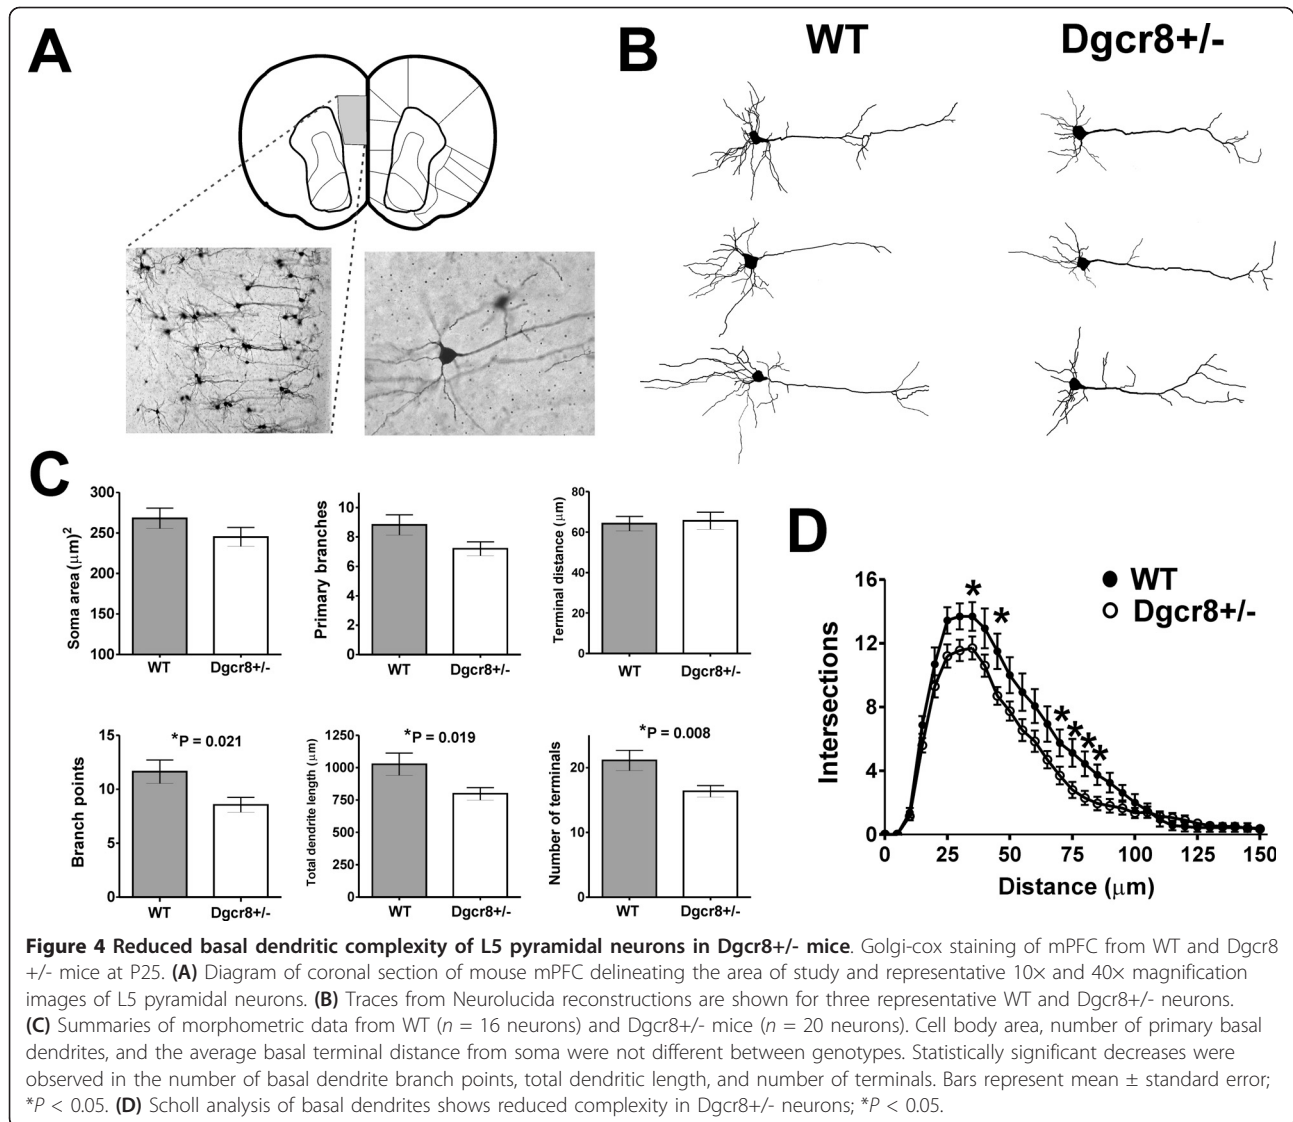 A
B
WT
Dgcr8+/-
C
300
250
200
150
100
Soma area (μm)²
WT
Dgcr8+/-
10
8
6
4
2
0
Primary branches
WT
Dgcr8+/-
80
60
40
20
0
Terminal distance (μm)
WT
Dgcr8+/-
15
10
5
0
Branch points
*P = 0.021
WT
Dgcr8+/-
1250
1000
750
500
250
0
Total dendrite length (μm)
*P = 0.019
WT
Dgcr8+/-
20
10
0
Number of terminals
*P = 0.008
WT
Dgcr8+/-
D
16
12
8
4
0
Intersections
WT
Dgcr8+/-
* * * * * *
0 25 50 75 100 125 150
Distance (μm)
Figure 4 Reduced basal dendritic complexity of L5 pyramidal neurons in Dgcr8+/- mice. Golgi-cox staining of mPFC from WT and Dgcr8
+/- mice at P25. (A) Diagram of coronal section of mouse mPFC delineating the area of study and representative 10× and 40× magnification
images of L5 pyramidal neurons. (B) Traces from Neurolucida reconstructions are shown for three representative WT and Dgcr8+/- neurons.
(C) Summaries of morphometric data from WT (n = 16 neurons) and Dgcr8+/- mice (n = 20 neurons). Cell body area, number of primary basal
dendrites, and the average basal terminal distance from soma were not different between genotypes. Statistically significant decreases were
observed in the number of basal dendrite branch points, total dendritic length, and number of terminals. Bars represent mean ± standard error;
*P < 0.05. (D) Scholl analysis of basal dendrites shows reduced complexity in Dgcr8+/- neurons; *P < 0.05.